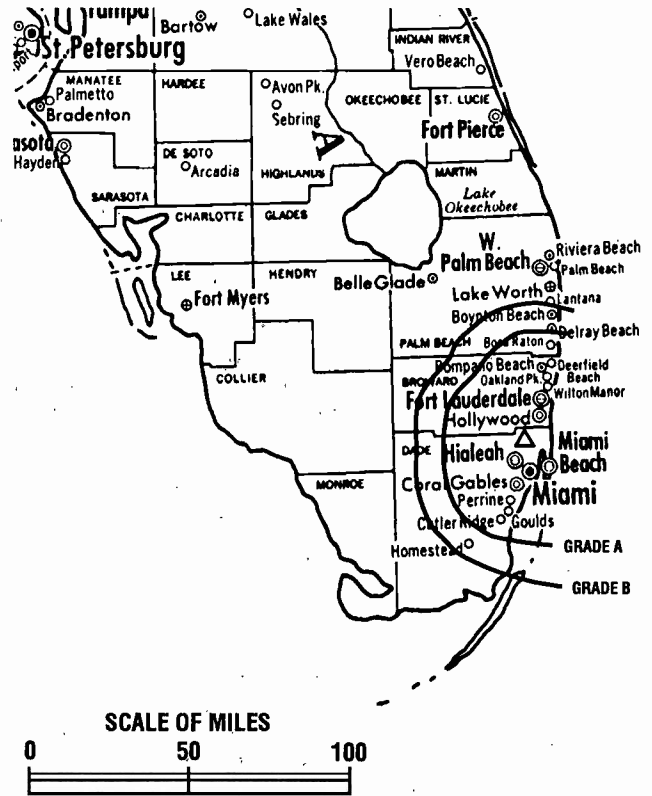 Tampa
St. Petersburg
Bartow
Lake Wales
INDIAN RIVER
Vero Beach
MANATEE
Palmetto
Bradenton
HARDEE
Avon Pk.
Sebring
OKEECHOBEE
ST. LUCIE
Fort Pierce
asota
Hayden
DE SOTO
Arcadia
HIGHLANDS
MARTIN
Lake
Okeechobee
SARASOTA
CHARLOTTE
GLADES
W.
Palm Beach
Riviera Beach
Palm Beach
LEE
HENDRY
Belle Glade
Lake Worth
Lantana
Fort Myers
Boynton Beach
Delray Beach
PALM BEACH
Boca Raton
COLLIER
Pompano Beach
Deerfield
Beach
BROWARD
Oakland Pk.
Wilton Manor
Fort Lauderdale
Hollywood
DADE
Hialeah
Miami
Beach
MONROE
Coral Gables
Miami
Perrine
Cutler Ridge
Goulds
Homestead
GRADE A
GRADE B
SCALE OF MILES
0 50 100